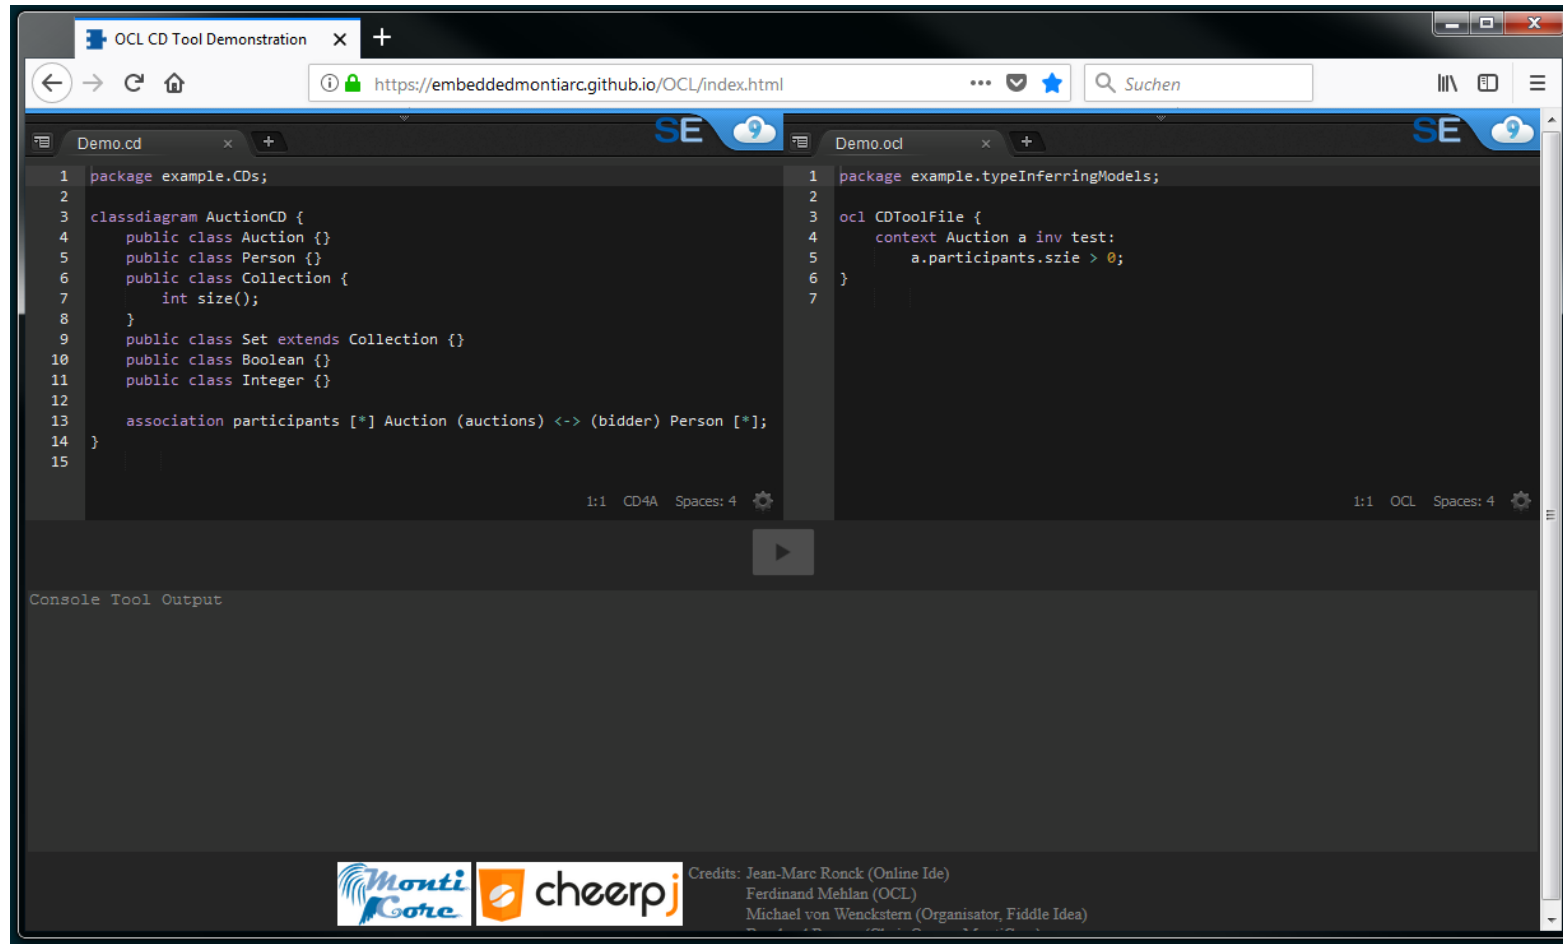 OCL CD Tool Demonstration
https://embeddedmontiarc.github.io/OCL/index.html
Suchen
Demo.cd
SE 9
1 package example.CDs;
2
3 classdiagram AuctionCD {
4     public class Auction {}
5     public class Person {}
6     public class Collection {
7         int size();
8     }
9     public class Set extends Collection {}
10     public class Boolean {}
11     public class Integer {}
12
13     association participants [*] Auction (auctions) <-> (bidder) Person [*];
14 }
15
1:1 CD4A Spaces: 4
Demo.ocl
SE 9
1 package example.typeInferringModels;
2
3 ocl CDToolFile {
4     context Auction a inv test:
5         a.participants.szie > 0;
6 }
7
1:1 OCL Spaces: 4
Console Tool Output
Monti
Core
cheerpj
Credits: Jean-Marc Ronck (Online Ide)
Ferdinand Mehlan (OCL)
Michael von Wenckstern (Organisator, Fiddle Idea)